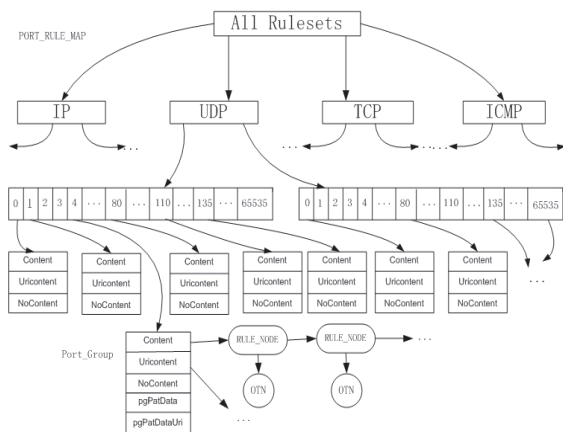 All Rulesets
PORT_RULE_MAP
IP
UDP
TCP
ICMP
...
...
...
...
0 1 2 3 4 ... 80 ... 110 ... 135 ... 65535
0 1 2 3 4 ... 80 ... 110 ... 135 ... 65535
Content
Uricontent
NoContent
Content
Uricontent
NoContent
Content
Uricontent
NoContent
Content
Uricontent
NoContent
Content
Uricontent
NoContent
Content
Uricontent
NoContent
Content
Uricontent
NoContent
...
Port_Group
Content
Uricontent
NoContent
pgPatData
pgPatDataUri
RULE_NODE
RULE_NODE
...
OTN
OTN
...